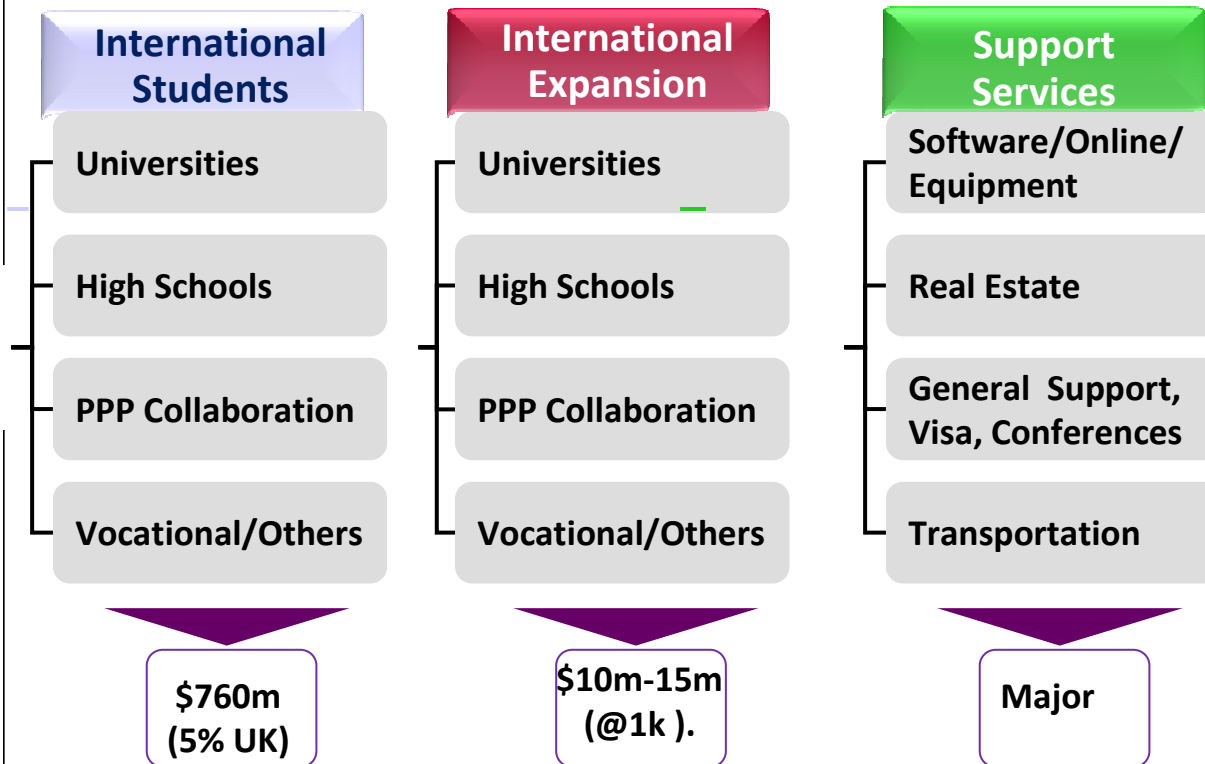 International
Students
Universities
High Schools
PPP Collaboration
Vocational/Others
$760m
(5% UK)
International
Expansion
Universities
High Schools
PPP Collaboration
Vocational/Others
$10m-15m
(@1k ).
Support
Services
Software/Online/
Equipment
Real Estate
General Support,
Visa, Conferences
Transportation
Major